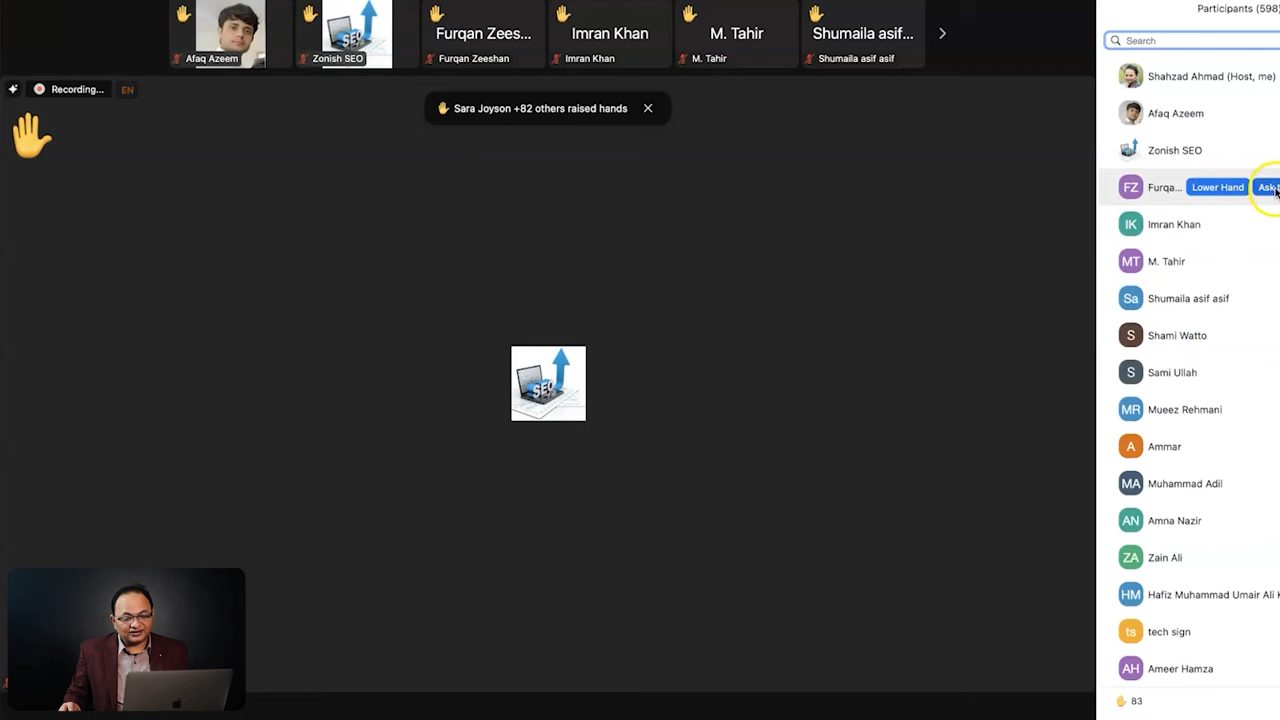 Furqan Zees...
Imran Khan
M. Tahir
Shumaila asif...
Afaq Azeem
Zonish SEO
Furqan Zeeshan
Imran Khan
M. Tahir
Shumaila asif asif
SEO
Recording...
EN
Sara Joyson +82 others raised hands
SEO
Participants (598)
Search
Shahzad Ahmad (Host, me)
Afaq Azeem
Zonish SEO
FZ Furqa... Lower Hand Ask
IK Imran Khan
MT M. Tahir
Sa Shumaila asif asif
S Shami Watto
S Sami Ullah
MR Mueez Rehmani
A Ammar
MA Muhammad Adil
AN Amna Nazir
ZA Zain Ali
HM Hafiz Muhammad Umair Ali
ts tech sign
AH Ameer Hamza
83